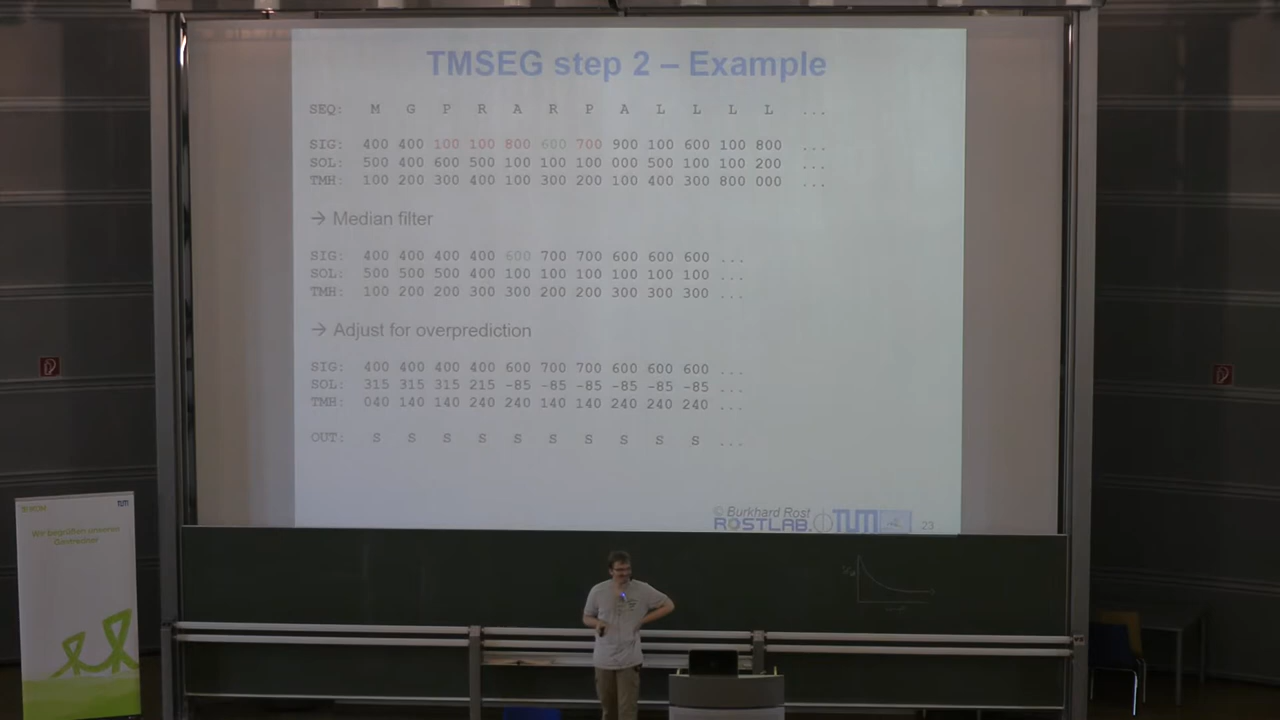 TMSEG step 2 – Example
SEQ: M G P R A R P A L L L L ...
SIG: 400 400 100 100 800 600 700 900 100 600 100 800 ...
SOL: 500 400 600 500 100 100 100 000 500 100 100 200 ...
TMH: 100 200 300 400 100 300 200 100 400 300 800 000 ...
→ Median filter
SIG: 400 400 400 400 600 700 700 600 600 600 ...
SOL: 500 500 500 400 100 100 100 100 100 100 ...
TMH: 100 200 200 300 300 200 200 300 300 300 ...
→ Adjust for overprediction
SIG: 400 400 400 400 600 700 700 600 600 600 ...
SOL: 315 315 315 215 -85 -85 -85 -85 -85 -85 ...
TMH: 040 140 140 240 240 140 140 240 240 240 ...
OUT: S S S S S S S S S S ...
© Burkhard Rost
ROSTLAB. TUM 23
TUM
Wir begrüßen unseren